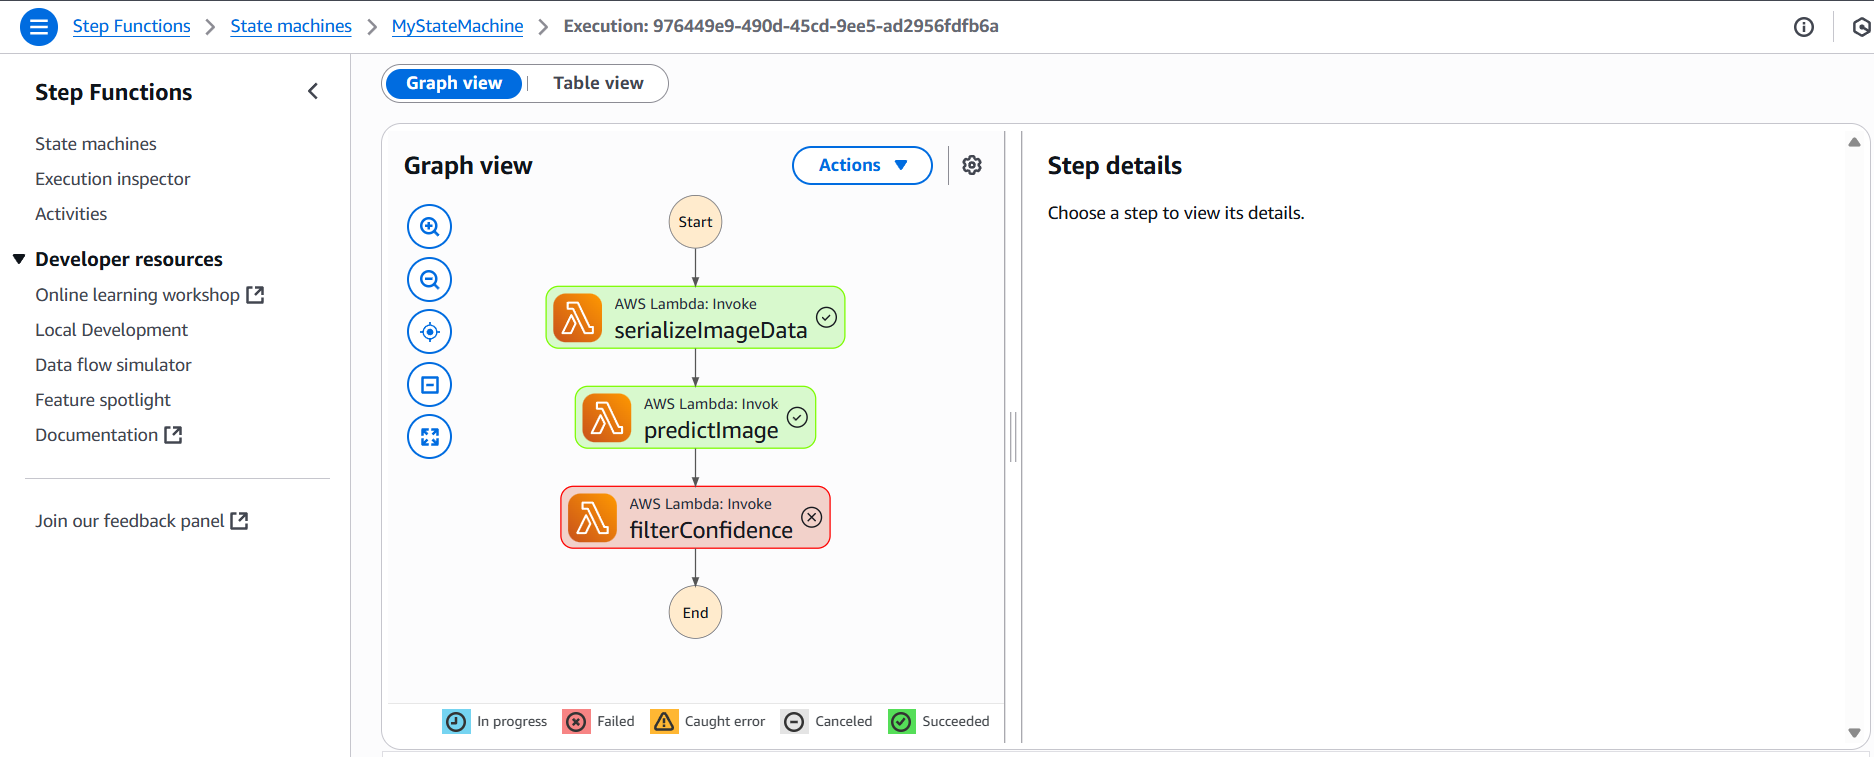 Step Functions
State machines
MyStateMachine
Execution: 976449e9-490d-45cd-9ee5-ad2956fdfb6a
Step Functions
State machines
Execution inspector
Activities
Developer resources
Online learning workshop
Local Development
Data flow simulator
Feature spotlight
Documentation
Join our feedback panel
Graph view
Table view
Graph view
Actions
Start
AWS Lambda: Invoke
serializeImageData
AWS Lambda: Invok
predictImage
AWS Lambda: Invoke
filterConfidence
End
In progress
Failed
Caught error
Canceled
Succeeded
Step details
Choose a step to view its details.